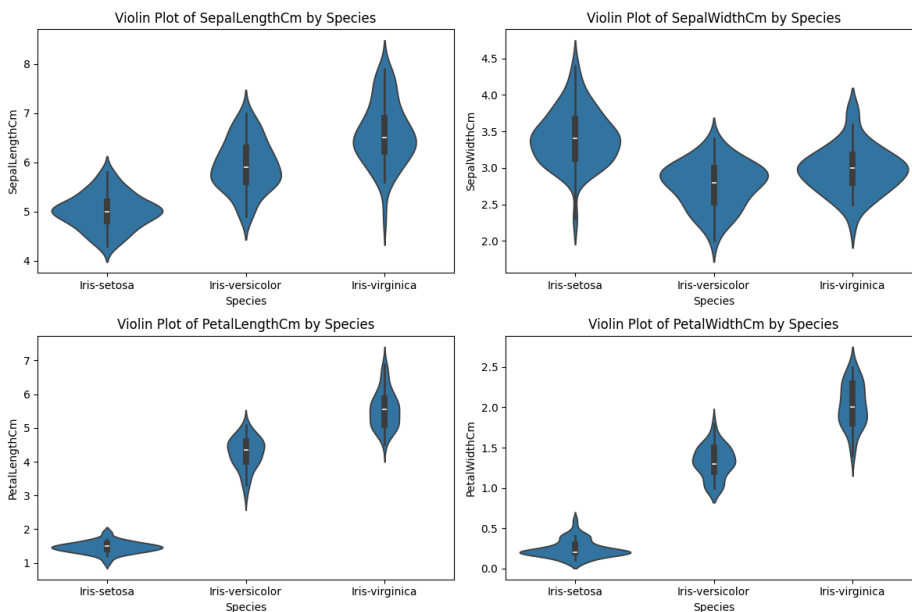 Violin Plot of SepalLengthCm by Species
8
7
6
5
4
SepalLengthCm
Iris-setosa Iris-versicolor Iris-virginica
Species
Violin Plot of SepalWidthCm by Species
4.5
4.0
3.5
3.0
2.5
2.0
SepalWidthCm
Iris-setosa Iris-versicolor Iris-virginica
Species
Violin Plot of PetalLengthCm by Species
7
6
5
4
3
2
1
PetalLengthCm
Iris-setosa Iris-versicolor Iris-virginica
Species
Violin Plot of PetalWidthCm by Species
2.5
2.0
1.5
1.0
0.5
0.0
PetalWidthCm
Iris-setosa Iris-versicolor Iris-virginica
Species